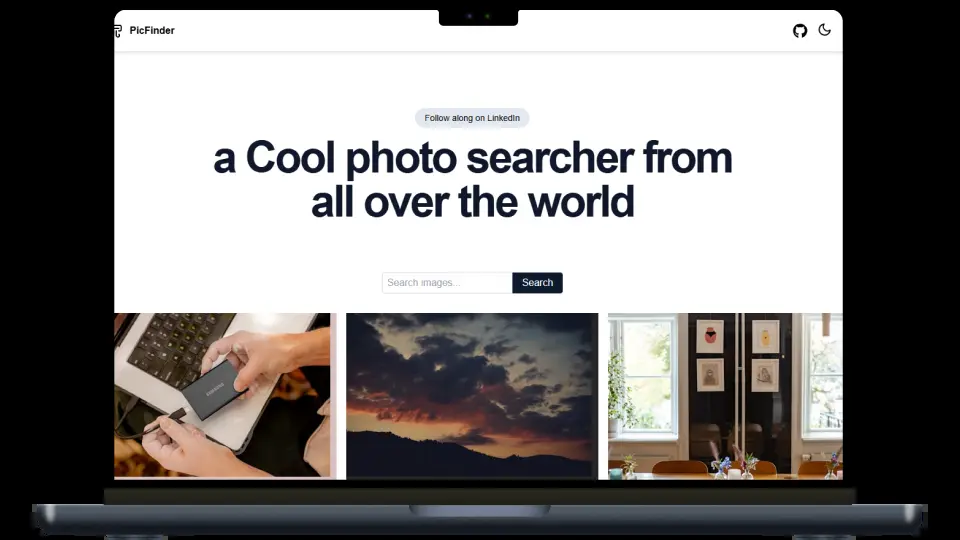 PicFinder
Follow along on LinkedIn
a Cool photo searcher from
all over the world
Search images...
Search
SAMSUNG